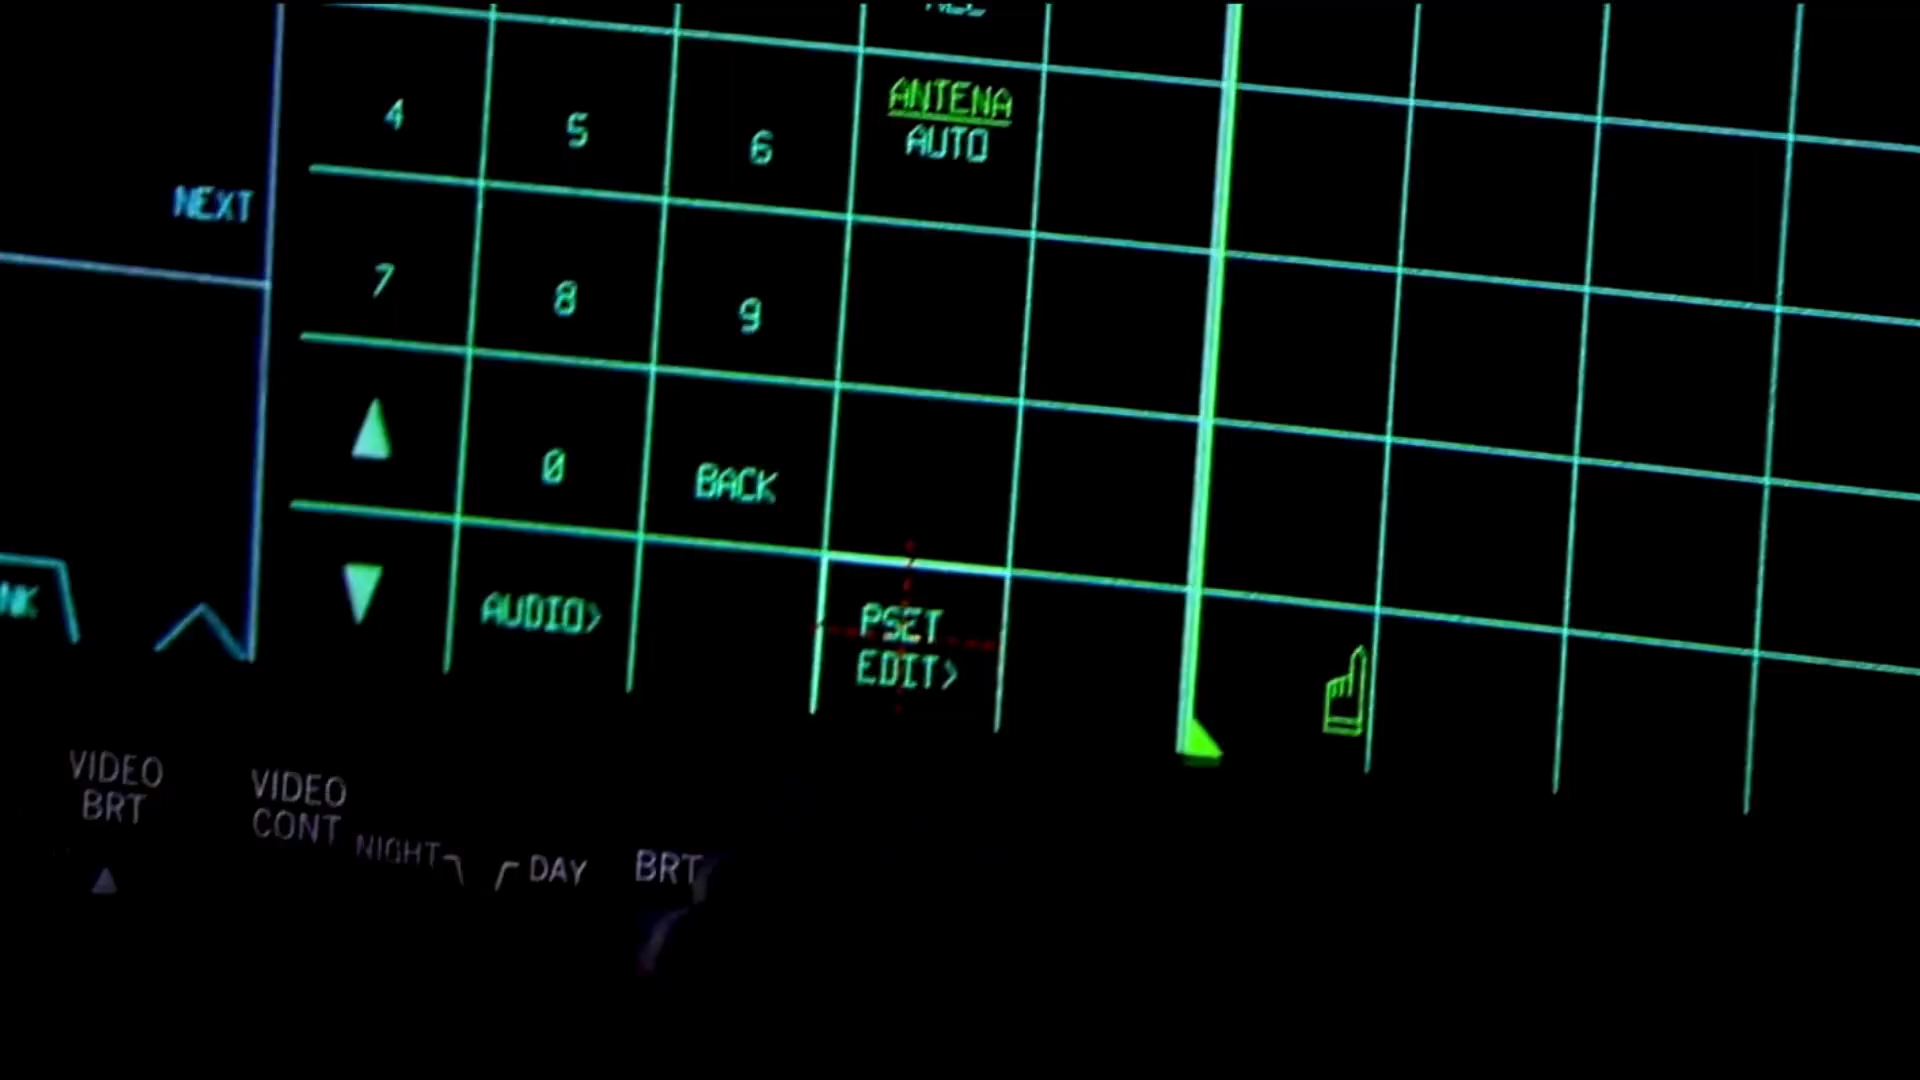 ANTENA
AUTO
4
5
6
NEXT
7
8
9
0
BACK
AUDIO>
PSET
EDIT>
VIDEO
BRT
VIDEO
CONT
NIGHT
DAY
BRT